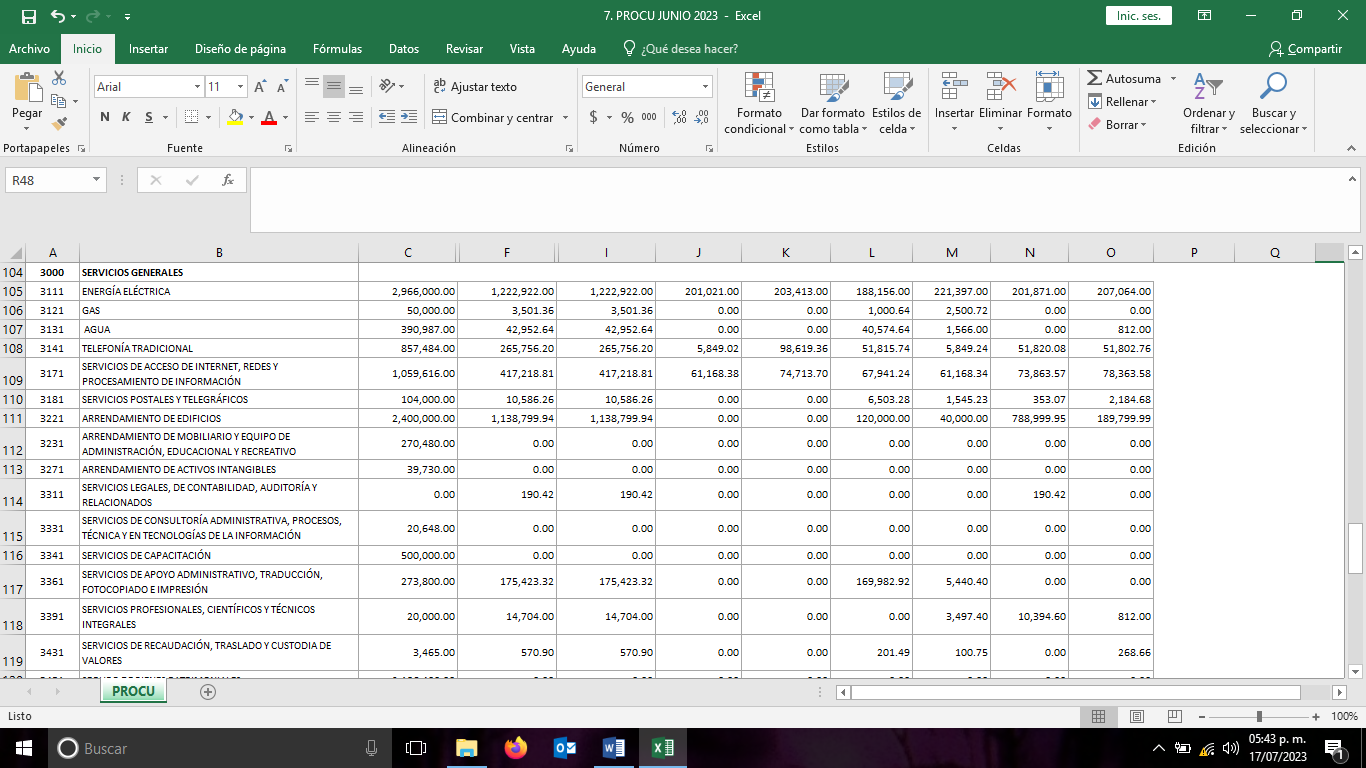 7. PROCU JUNIO 2023 - Excel
Inic. ses.
Archivo Inicio Insertar Diseño de página Fórmulas Datos Revisar Vista Ayuda ¿Qué desea hacer? Compartir
Pegar
Arial 11
Ajustar texto
General
N K S
Combinar y centrar
$ % 000
Formato condicional
Dar formato como tabla
Estilos de celda
Insertar
Eliminar
Formato
Autosuma
Rellenar
Borrar
Ordenar y filtrar
Buscar y seleccionar
Portapapeles Fuente Alineación Número Estilos Celdas Edición
R48 fx
A B C F I J K L M N O P Q
104 3000 SERVICIOS GENERALES
105 3111 ENERGÍA ELÉCTRICA 2,966,000.00 1,222,922.00 1,222,922.00 201,021.00 203,413.00 188,156.00 221,397.00 201,871.00 207,064.00
106 3121 GAS 50,000.00 3,501.36 3,501.36 0.00 0.00 1,000.64 2,500.72 0.00 0.00
107 3131 AGUA 390,987.00 42,952.64 42,952.64 0.00 0.00 40,574.64 1,566.00 0.00 812.00
108 3141 TELEFONÍA TRADICIONAL 857,484.00 265,756.20 265,756.20 5,849.02 98,619.36 51,815.74 5,849.24 51,820.08 51,802.76
109 3171 SERVICIOS DE ACCESO DE INTERNET, REDES Y
PROCESAMIENTO DE INFORMACIÓN 1,059,616.00 417,218.81 417,218.81 61,168.38 74,713.70 67,941.24 61,168.34 73,863.57 78,363.58
110 3181 SERVICIOS POSTALES Y TELEGRÁFICOS 104,000.00 10,586.26 10,586.26 0.00 0.00 6,503.28 1,545.23 353.07 2,184.68
111 3221 ARRENDAMIENTO DE EDIFICIOS 2,400,000.00 1,138,799.94 1,138,799.94 0.00 0.00 120,000.00 40,000.00 788,999.95 189,799.99
112 3231 ARRENDAMIENTO DE MOBILIARIO Y EQUIPO DE
ADMINISTRACIÓN, EDUCACIONAL Y RECREATIVO 270,480.00 0.00 0.00 0.00 0.00 0.00 0.00 0.00 0.00
113 3271 ARRENDAMIENTO DE ACTIVOS INTANGIBLES 39,730.00 0.00 0.00 0.00 0.00 0.00 0.00 0.00 0.00
114 3311 SERVICIOS LEGALES, DE CONTABILIDAD, AUDITORÍA Y
RELACIONADOS 0.00 190.42 190.42 0.00 0.00 0.00 0.00 190.42 0.00
115 3331 SERVICIOS DE CONSULTORÍA ADMINISTRATIVA, PROCESOS,
TÉCNICA Y EN TECNOLOGÍAS DE LA INFORMACIÓN 20,648.00 0.00 0.00 0.00 0.00 0.00 0.00 0.00 0.00
116 3341 SERVICIOS DE CAPACITACIÓN 500,000.00 0.00 0.00 0.00 0.00 0.00 0.00 0.00 0.00
117 3361 SERVICIOS DE APOYO ADMINISTRATIVO, TRADUCCIÓN,
FOTOCOPIADO E IMPRESIÓN 273,800.00 175,423.32 175,423.32 0.00 0.00 169,982.92 5,440.40 0.00 0.00
118 3391 SERVICIOS PROFESIONALES, CIENTÍFICOS Y TÉCNICOS
INTEGRALES 20,000.00 14,704.00 14,704.00 0.00 0.00 0.00 3,497.40 10,394.60 812.00
119 3431 SERVICIOS DE RECAUDACIÓN, TRASLADO Y CUSTODIA DE
VALORES 3,465.00 570.90 570.90 0.00 0.00 201.49 100.75 0.00 268.66
PROCU
Listo 100%
Buscar
05:43 p. m.
17/07/2023
1